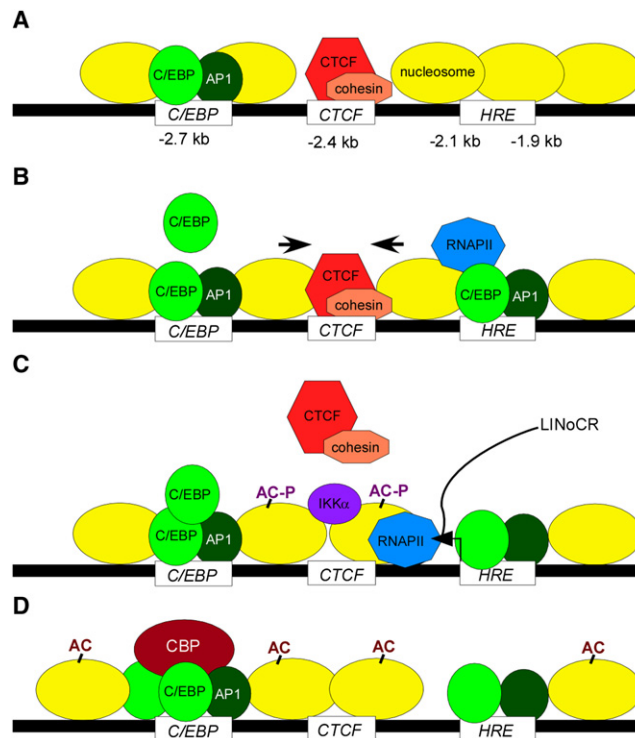 A
C/EBP
AP1
CTCF
cohesin
nucleosome
C/EBP
CTCF
HRE
-2.7 kb
-2.4 kb
-2.1 kb
-1.9 kb
B
C/EBP
RNAPII
C/EBP
AP1
CTCF
cohesin
C/EBP
AP1
C/EBP
CTCF
HRE
C
CTCF
cohesin
LINoCR
C/EBP
AC-P
IKKα
AC-P
C/EBP
AP1
RNAPII
C/EBP
CTCF
HRE
D
AC
CBP
AC
AC
AC
C/EBP
AP1
C/EBP
CTCF
HRE